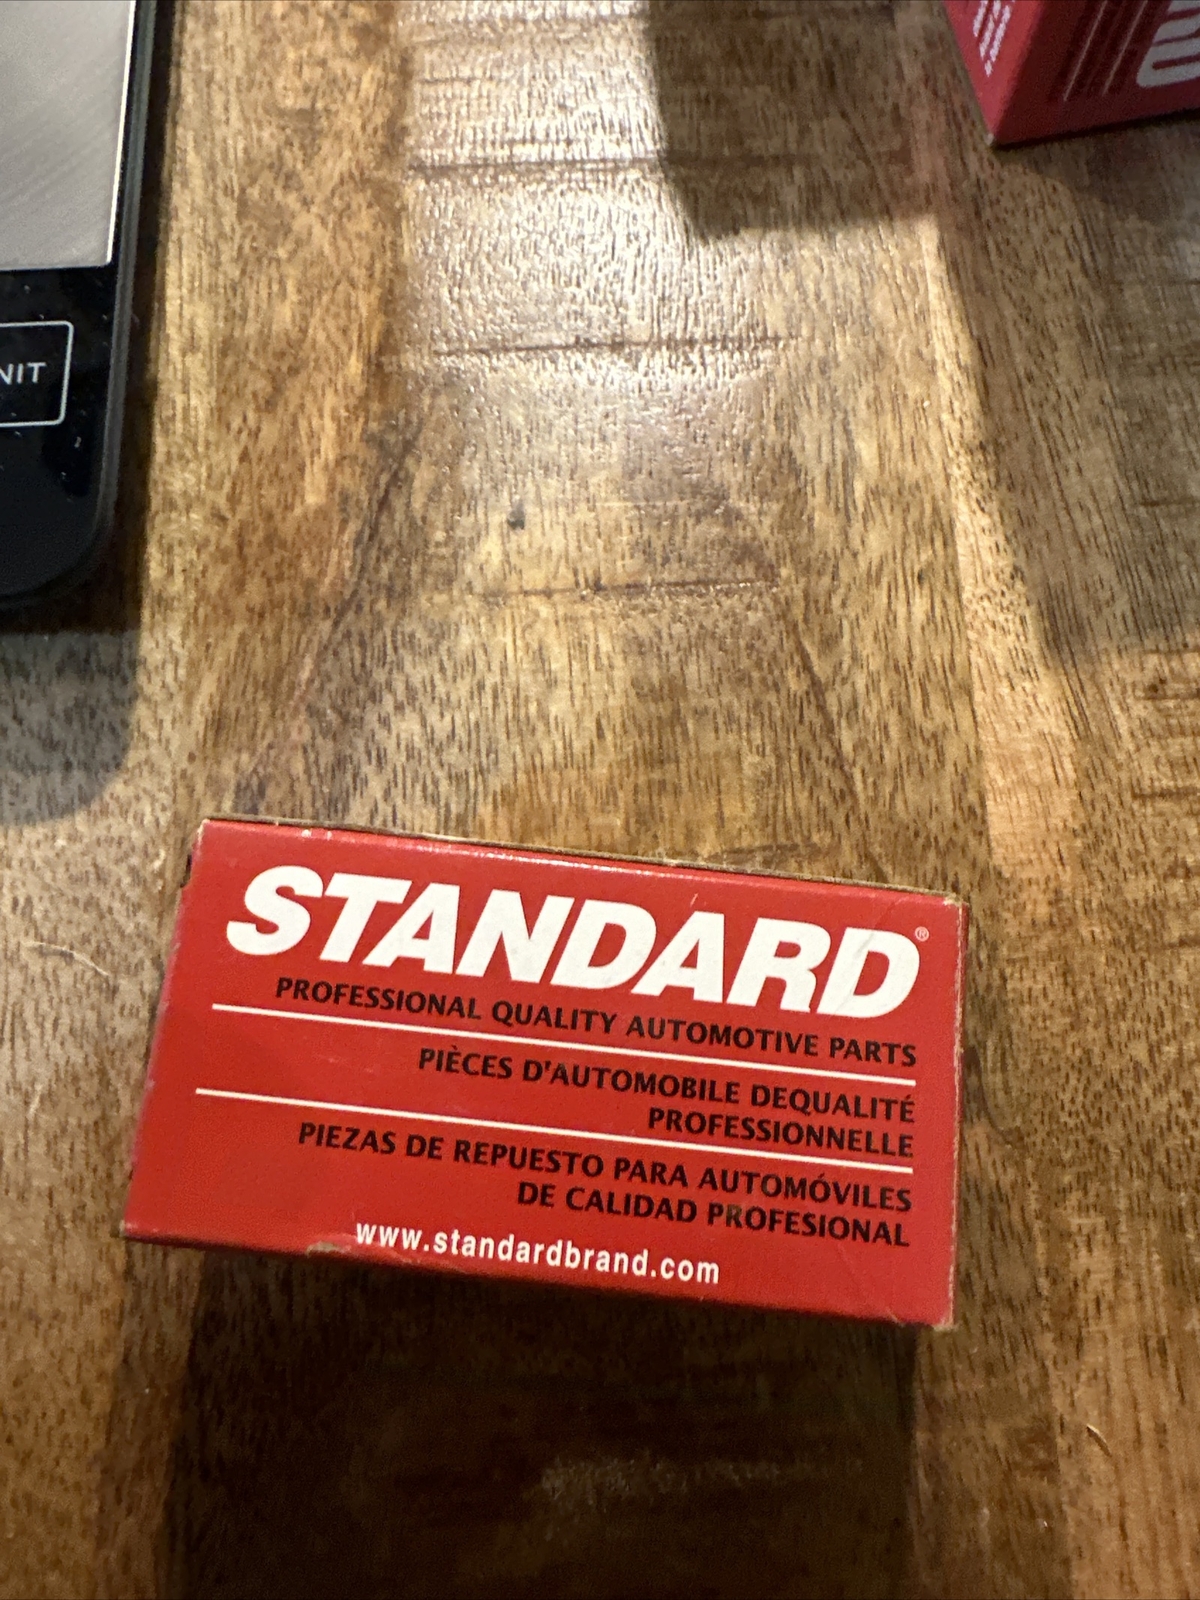 NIT
STANDARD®
PROFESSIONAL QUALITY AUTOMOTIVE PARTS
PIÈCES D'AUTOMOBILE DEQUALITÉ
PROFESSIONNELLE
PIEZAS DE REPUESTO PARA AUTOMÓVILES
DE CALIDAD PROFESIONAL
www.standardbrand.com